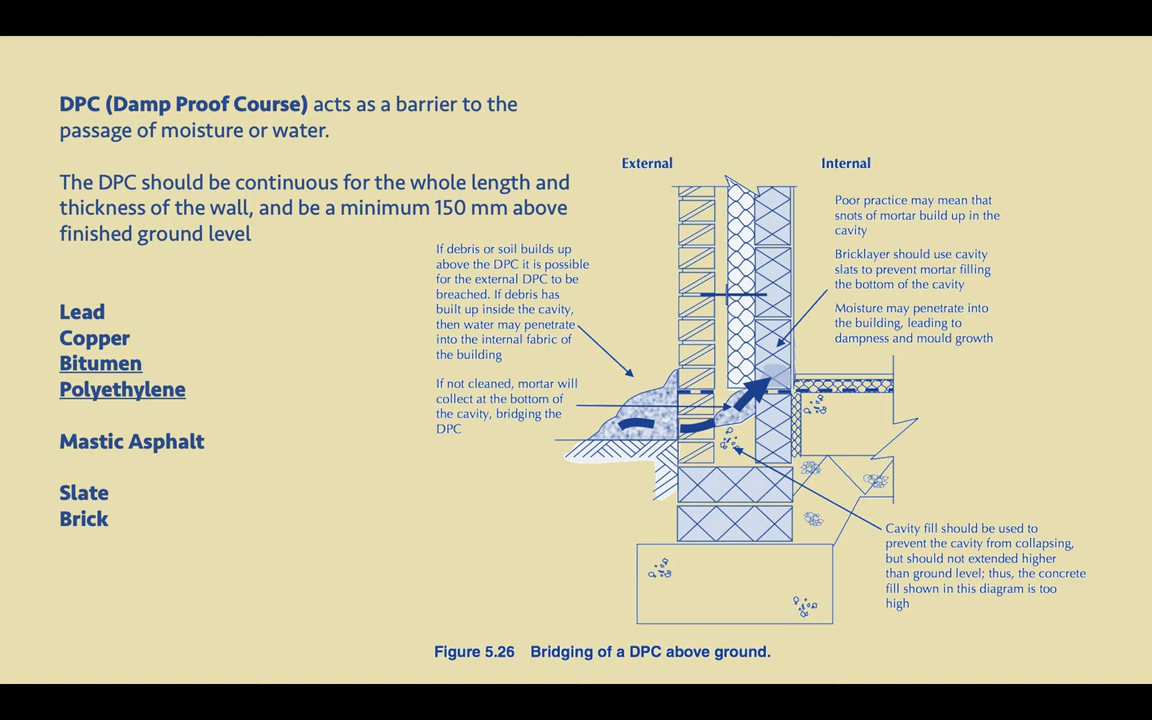 DPC (Damp Proof Course) acts as a barrier to the
passage of moisture or water.
The DPC should be continuous for the whole length and
thickness of the wall, and be a minimum 150 mm above
finished ground level
Lead
Copper
Bitumen
Polyethylene
Mastic Asphalt
Slate
Brick
External
Internal
If debris or soil builds up
above the DPC it is possible
for the external DPC to be
breached. If debris has
built up inside the cavity,
then water may penetrate
into the internal fabric of
the building
If not cleaned, mortar will
collect at the bottom of
the cavity, bridging the
DPC
Poor practice may mean that
snots of mortar build up in the
cavity
Bricklayer should use cavity
slats to prevent mortar filling
the bottom of the cavity
Moisture may penetrate into
the building, leading to
dampness and mould growth
Cavity fill should be used to
prevent the cavity from collapsing,
but should not extended higher
than ground level; thus, the concrete
fill shown in this diagram is too
high
Figure 5.26 Bridging of a DPC above ground.